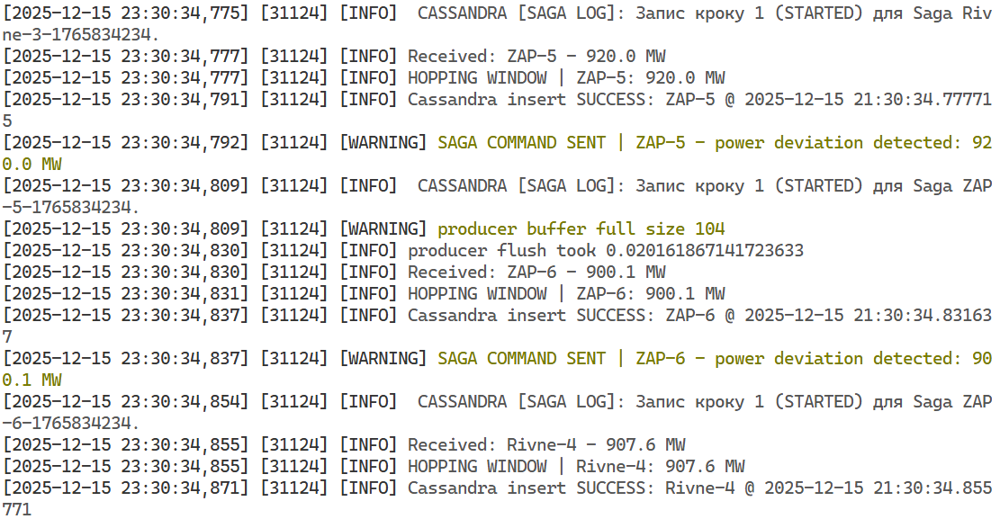 [2025-12-15 23:30:34,775] [31124] [INFO]  CASSANDRA [SAGA LOG]: Запис кроку 1 (STARTED) для Saga Riv
ne-3-1765834234.
[2025-12-15 23:30:34,777] [31124] [INFO] Received: ZAP-5 - 920.0 MW
[2025-12-15 23:30:34,777] [31124] [INFO] HOPPING WINDOW | ZAP-5: 920.0 MW
[2025-12-15 23:30:34,791] [31124] [INFO] Cassandra insert SUCCESS: ZAP-5 @ 2025-12-15 21:30:34.77771
5
[2025-12-15 23:30:34,792] [31124] [WARNING] SAGA COMMAND SENT | ZAP-5 - power deviation detected: 92
0.0 MW
[2025-12-15 23:30:34,809] [31124] [INFO]  CASSANDRA [SAGA LOG]: Запис кроку 1 (STARTED) для Saga ZAP
-5-1765834234.
[2025-12-15 23:30:34,809] [31124] [WARNING] producer buffer full size 104
[2025-12-15 23:30:34,830] [31124] [INFO] producer flush took 0.020161867141723633
[2025-12-15 23:30:34,830] [31124] [INFO] Received: ZAP-6 - 900.1 MW
[2025-12-15 23:30:34,831] [31124] [INFO] HOPPING WINDOW | ZAP-6: 900.1 MW
[2025-12-15 23:30:34,837] [31124] [INFO] Cassandra insert SUCCESS: ZAP-6 @ 2025-12-15 21:30:34.83163
7
[2025-12-15 23:30:34,837] [31124] [WARNING] SAGA COMMAND SENT | ZAP-6 - power deviation detected: 90
0.1 MW
[2025-12-15 23:30:34,854] [31124] [INFO]  CASSANDRA [SAGA LOG]: Запис кроку 1 (STARTED) для Saga ZAP
-6-1765834234.
[2025-12-15 23:30:34,855] [31124] [INFO] Received: Rivne-4 - 907.6 MW
[2025-12-15 23:30:34,855] [31124] [INFO] HOPPING WINDOW | Rivne-4: 907.6 MW
[2025-12-15 23:30:34,871] [31124] [INFO] Cassandra insert SUCCESS: Rivne-4 @ 2025-12-15 21:30:34.855
771